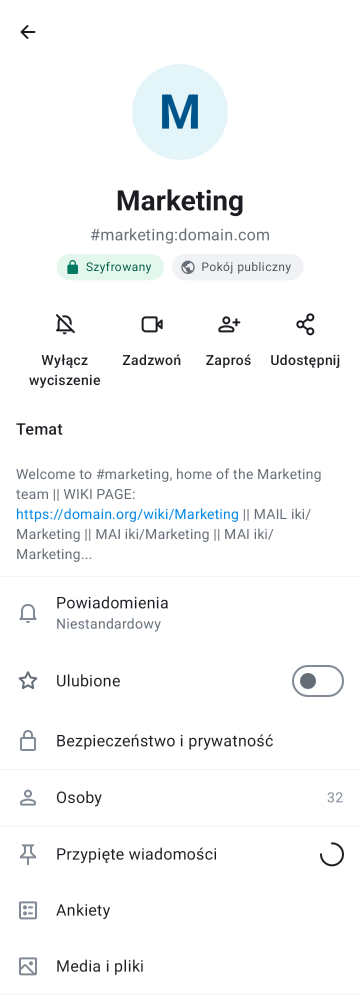 M
Marketing
#marketing:domain.com
Szyfrowany
Pokój publiczny
Wyłącz wyciszenie
Zadzwoń
Zaproś
Udostępnij
Temat
Welcome to #marketing, home of the Marketing
team || WIKI PAGE:
https://domain.org/wiki/Marketing || MAIL iki/
Marketing || MAI iki/Marketing || MAI iki/
Marketing...
Powiadomienia
Niestandardowy
Ulubione
Bezpieczeństwo i prywatność
Osoby 32
Przypięte wiadomości
Ankiety
Media i pliki